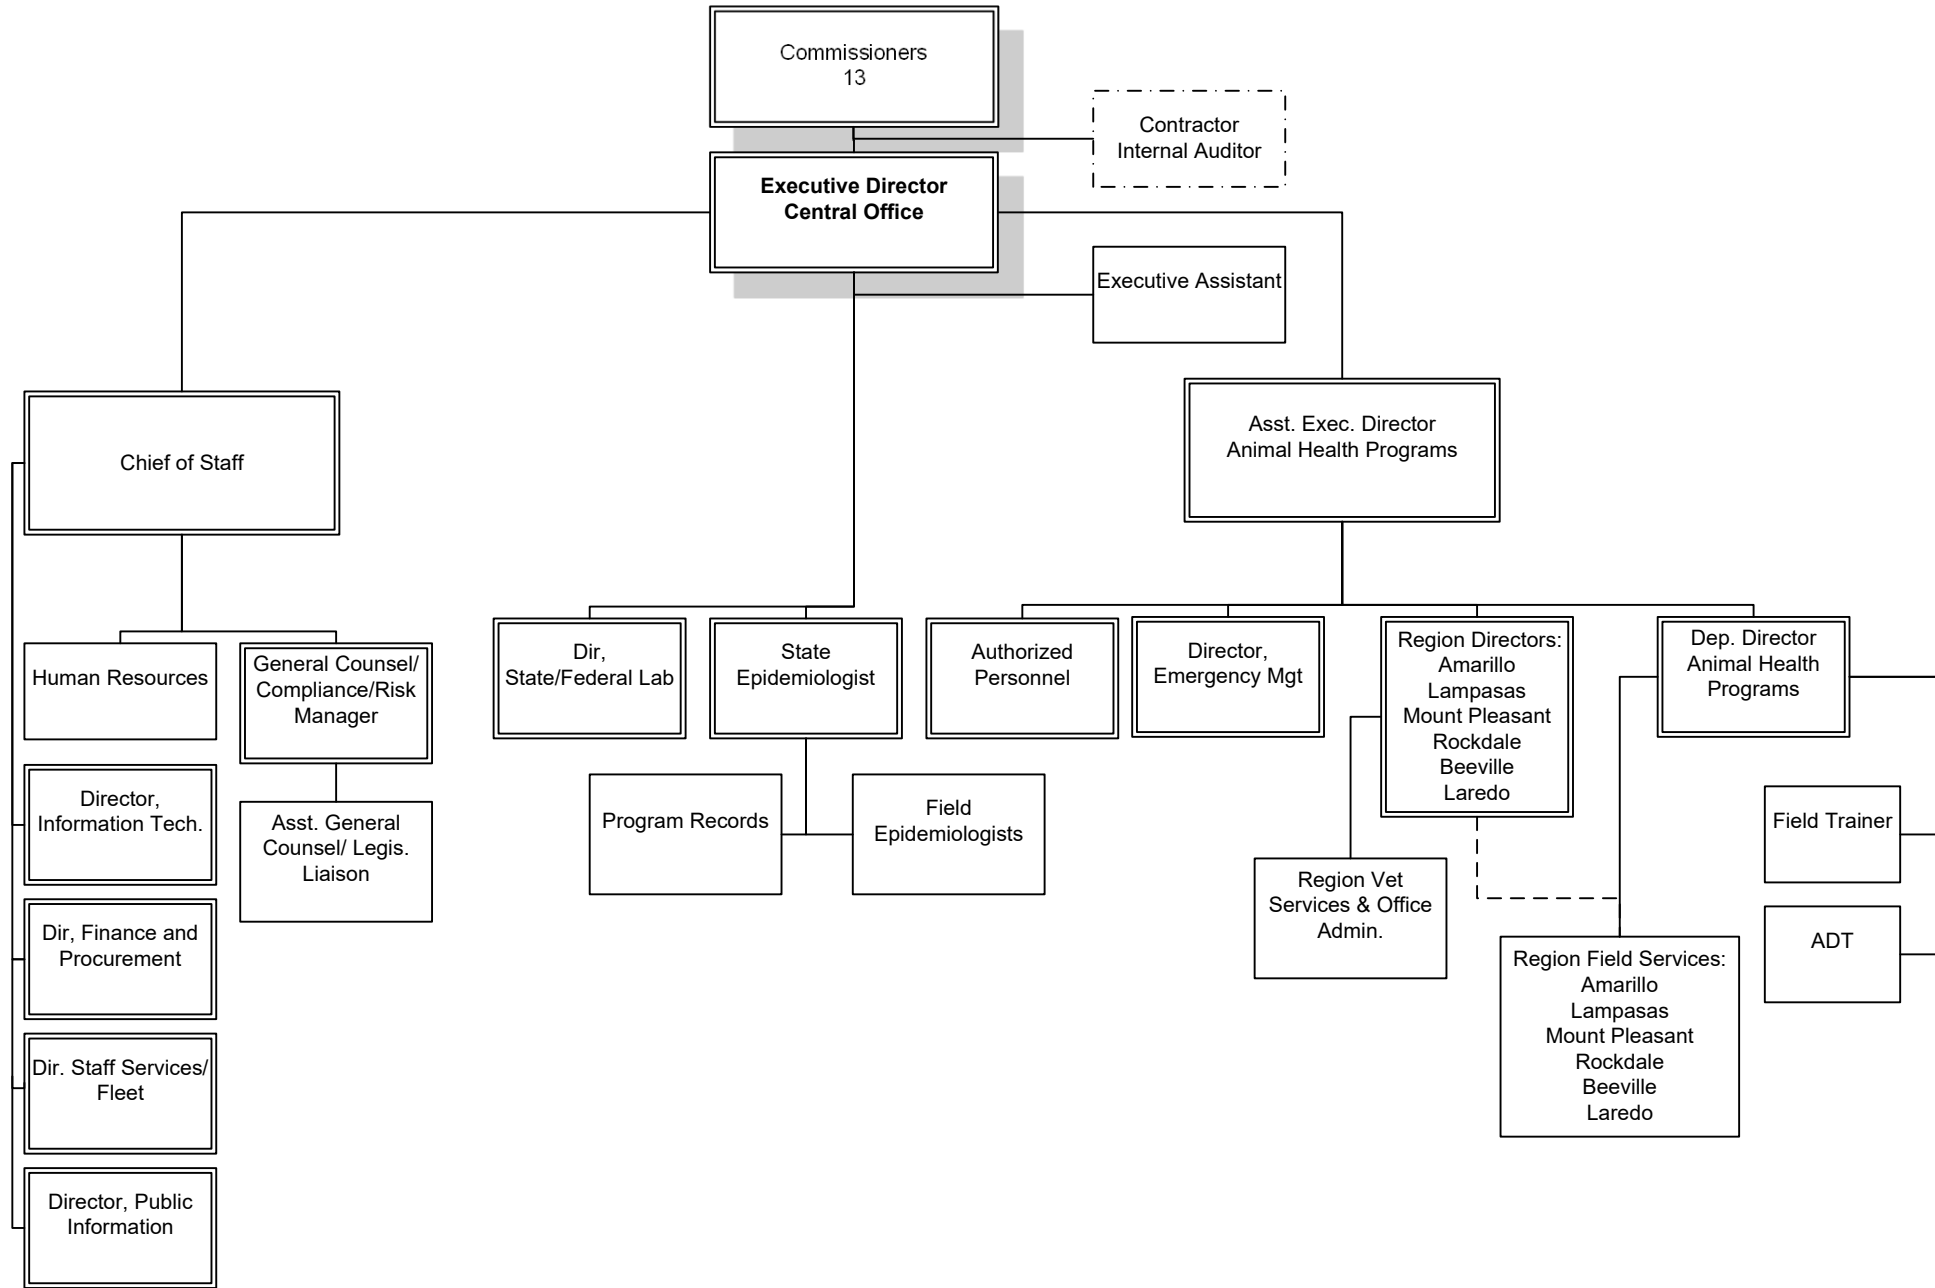 Commissioners
13
Contractor
Internal Auditor
Executive Director
Central Office
Executive Assistant
Chief of Staff
Asst. Exec. Director
Animal Health Programs
Human Resources
General Counsel/
Compliance/Risk
Manager
Dir,
State/Federal Lab
State
Epidemiologist
Authorized
Personnel
Director,
Emergency Mgt
Region Directors:
Amarillo
Lampasas
Mount Pleasant
Rockdale
Beeville
Laredo
Dep. Director
Animal Health
Programs
Director,
Information Tech.
Asst. General
Counsel/ Legis.
Liaison
Program Records
Field
Epidemiologists
Field Trainer
Region Vet
Services & Office
Admin.
Dir, Finance and
Procurement
ADT
Region Field Services:
Amarillo
Lampasas
Mount Pleasant
Rockdale
Beeville
Laredo
Dir. Staff Services/
Fleet
Director, Public
Information